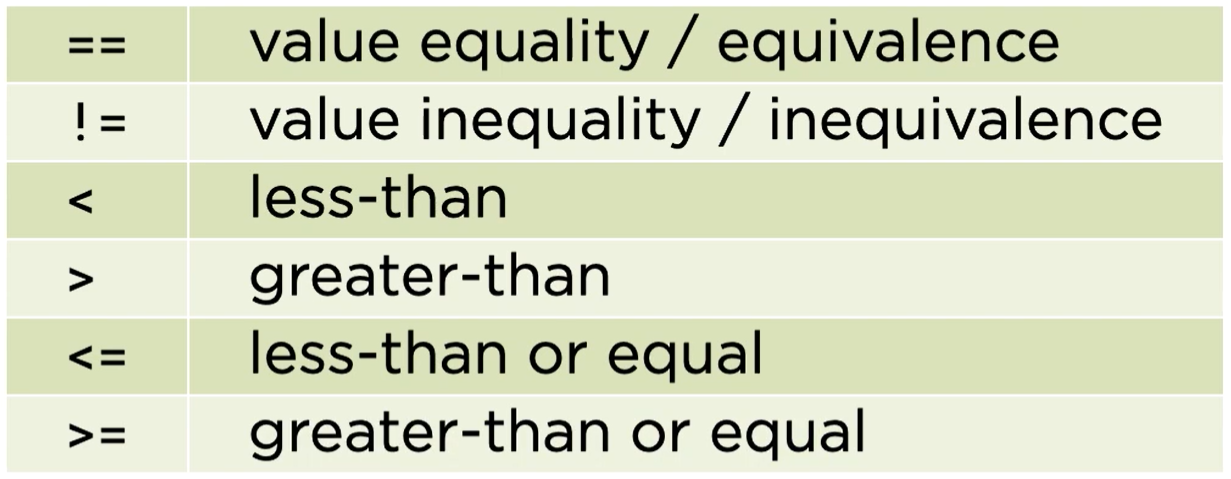 == value equality / equivalence
!= value inequality / inequivalence
< less-than
> greater-than
<= less-than or equal
>= greater-than or equal